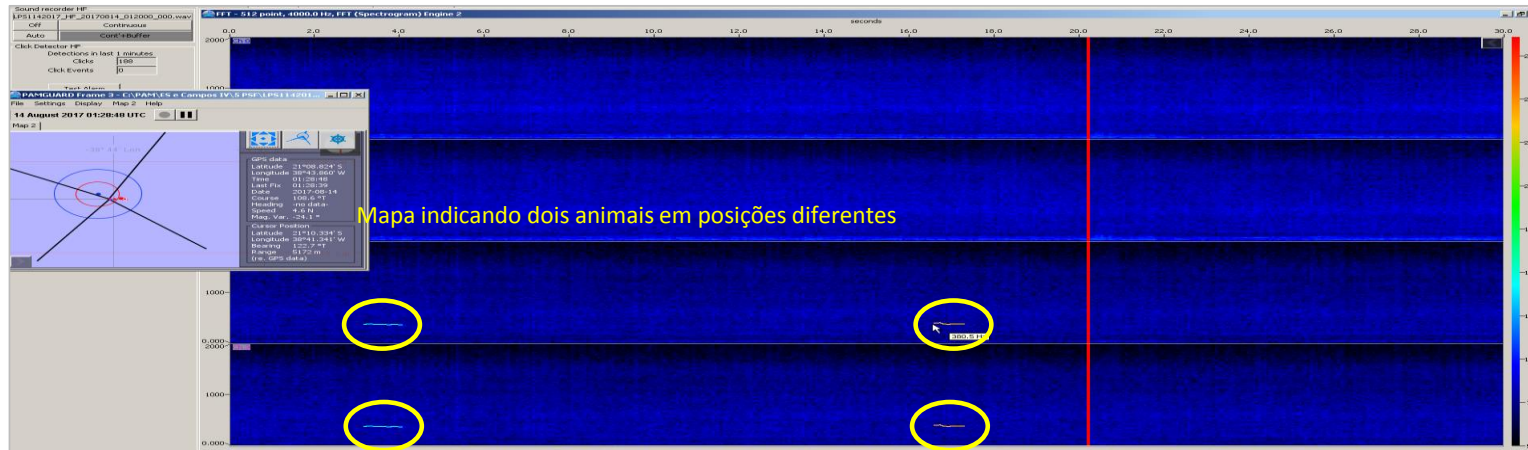 Sound recorder HF
LPS1142017_HF_20170814_012000_000.wav
Off Continuous
Auto Cont'+Buffer
Click Detector HF
Detections in last 1 minutes
Clicks 188
Click Events 0
Test Alarm
FFT - 512 point, 4000.0 Hz, FFT (Spectrogram) Engine 2
seconds
0.0 2.0 4.0 6.0 8.0 10.0 12.0 14.0 16.0 18.0 20.0 22.0 24.0 26.0 28.0 30.0
2000
1000
PAMGUARD Frame 3 - C:\PAM\ES e Campos IV\5 PSF\LPS1142017...
File Settings Display Map 2 Help
14 August 2017 01:28:48 UTC
Map 2
GPS data
Latitude 21°08.824' S
Longitude 38°43.860' W
Time 01:28:48
Last Fix 01:28:39
Date 2017-08-14
Course 108.6 °T
Heading -no data-
Speed 4.6 N
Mag. Var. -24.1 °
Cursor Position
Latitude 21°10.334' S
Longitude 38°41.341' W
Bearing 122.7 °T
Range 5172 m
(re. GPS data)
Mapa indicando dois animais em posições diferentes
1000
380.5 Hz
0.000
2000
1000
0.000